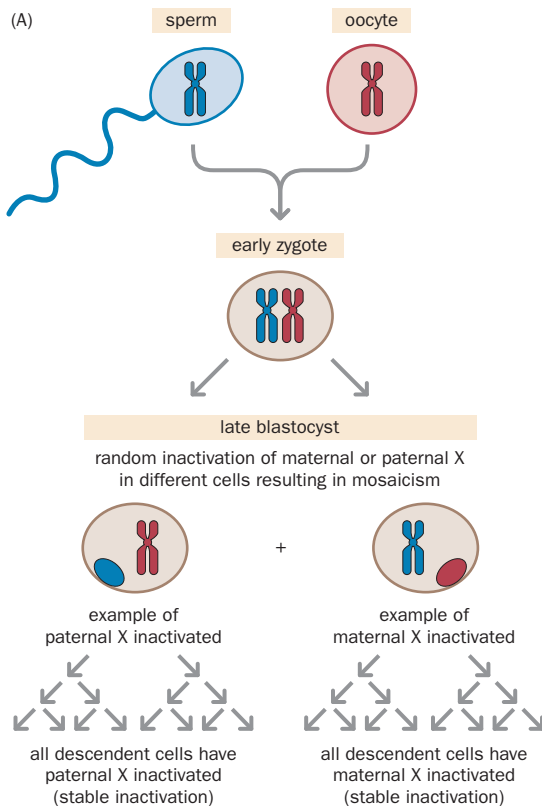 (A)
sperm
oocyte
early zygote
late blastocyst
random inactivation of maternal or paternal X
in different cells resulting in mosaicism
+
example of
paternal X inactivated
example of
maternal X inactivated
all descendent cells have
paternal X inactivated
(stable inactivation)
all descendent cells have
maternal X inactivated
(stable inactivation)